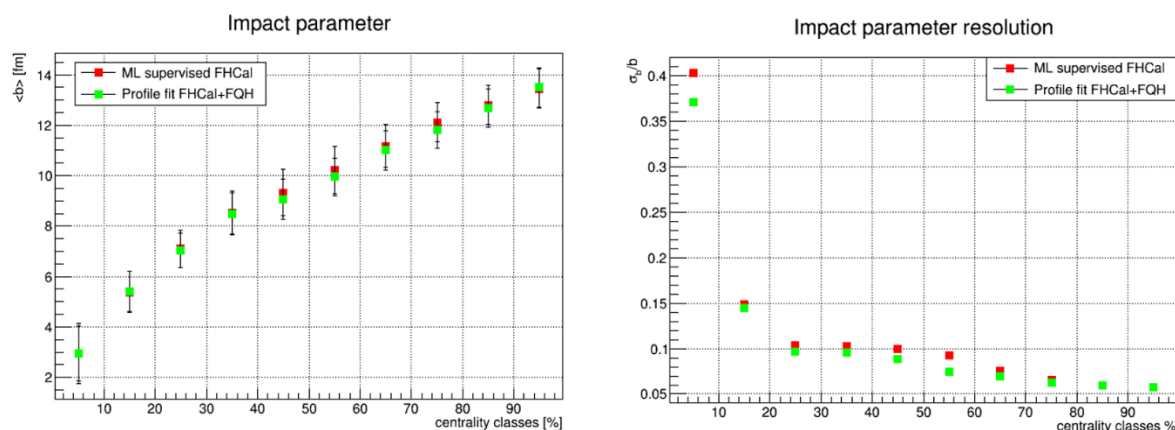 Impact parameter
<b> [fm]
ML supervised FHCal
Profile fit FHCal+FQH
14
12
10
8
6
4
2
10 20 30 40 50 60 70 80 90
centrality classes [%]
Impact parameter resolution
σb/b
ML supervised FHCal
Profile fit FHCal+FQH
0.4
0.35
0.3
0.25
0.2
0.15
0.1
0.05
10 20 30 40 50 60 70 80 90
centrality classes %